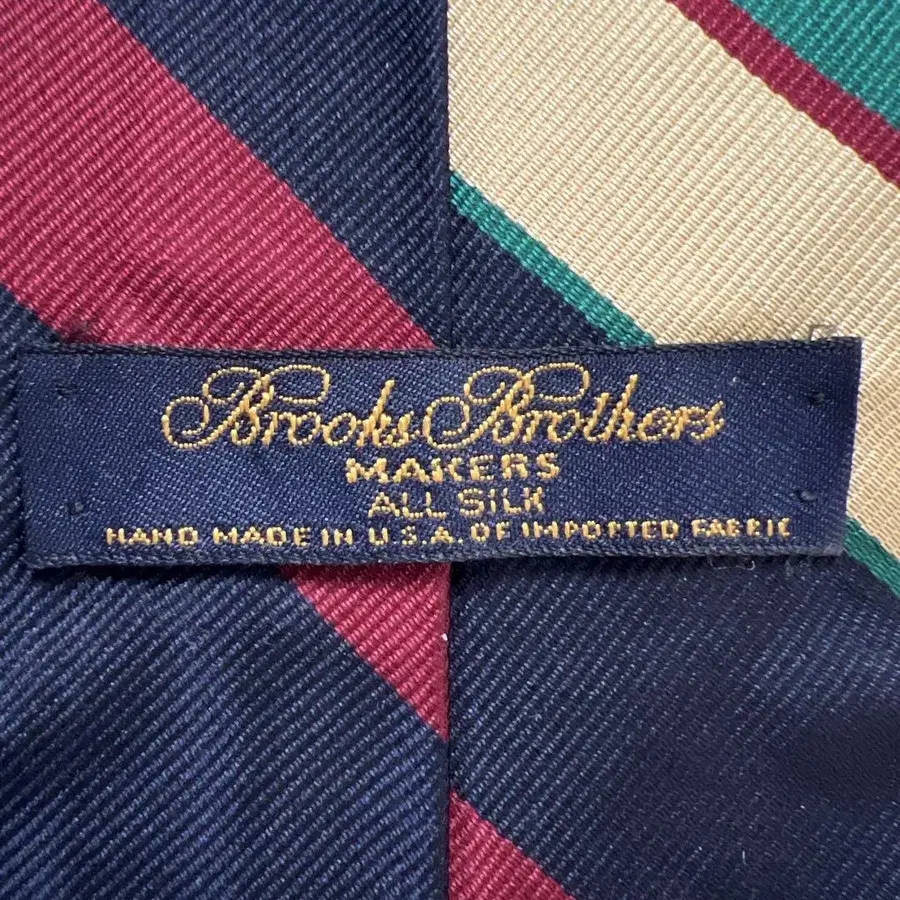 Brooks Brothers
MAKERS
ALL SILK
HAND MADE IN U.S.A. OF IMPORTED FABRIC